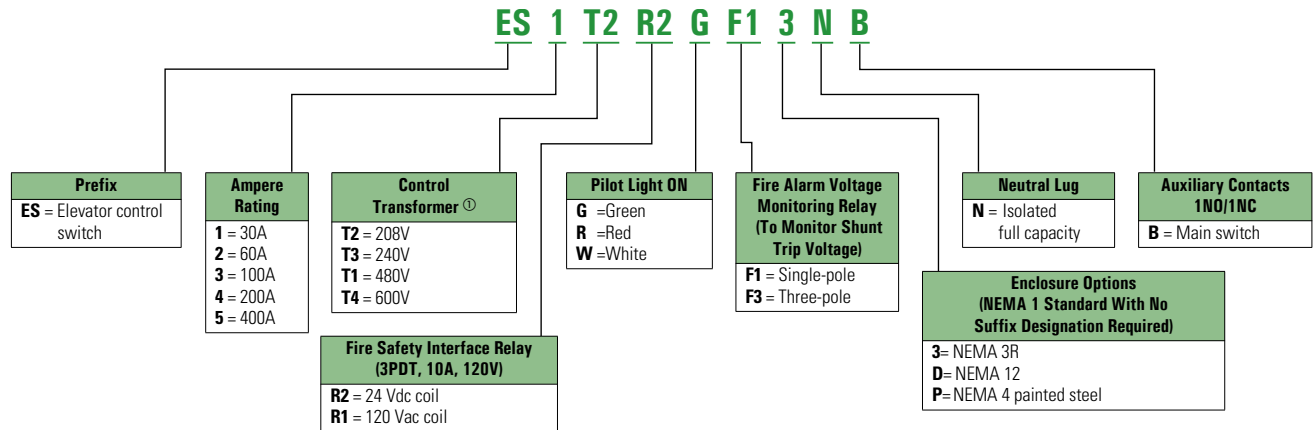 ES 1 T2 R2 G F1 3 N B
Prefix
ES = Elevator control
switch
Ampere
Rating
1 = 30A
2 = 60A
3 = 100A
4 = 200A
5 = 400A
Control
Transformer ①
T2 = 208V
T3 = 240V
T1 = 480V
T4 = 600V
Fire Safety Interface Relay
(3PDT, 10A, 120V)
R2 = 24 Vdc coil
R1 = 120 Vac coil
Pilot Light ON
G =Green
R =Red
W =White
Fire Alarm Voltage
Monitoring Relay
(To Monitor Shunt
Trip Voltage)
F1 = Single-pole
F3 = Three-pole
Enclosure Options
(NEMA 1 Standard With No
Suffix Designation Required)
3= NEMA 3R
D= NEMA 12
P= NEMA 4 painted steel
Neutral Lug
N = Isolated
full capacity
Auxiliary Contacts
1NO/1NC
B = Main switch